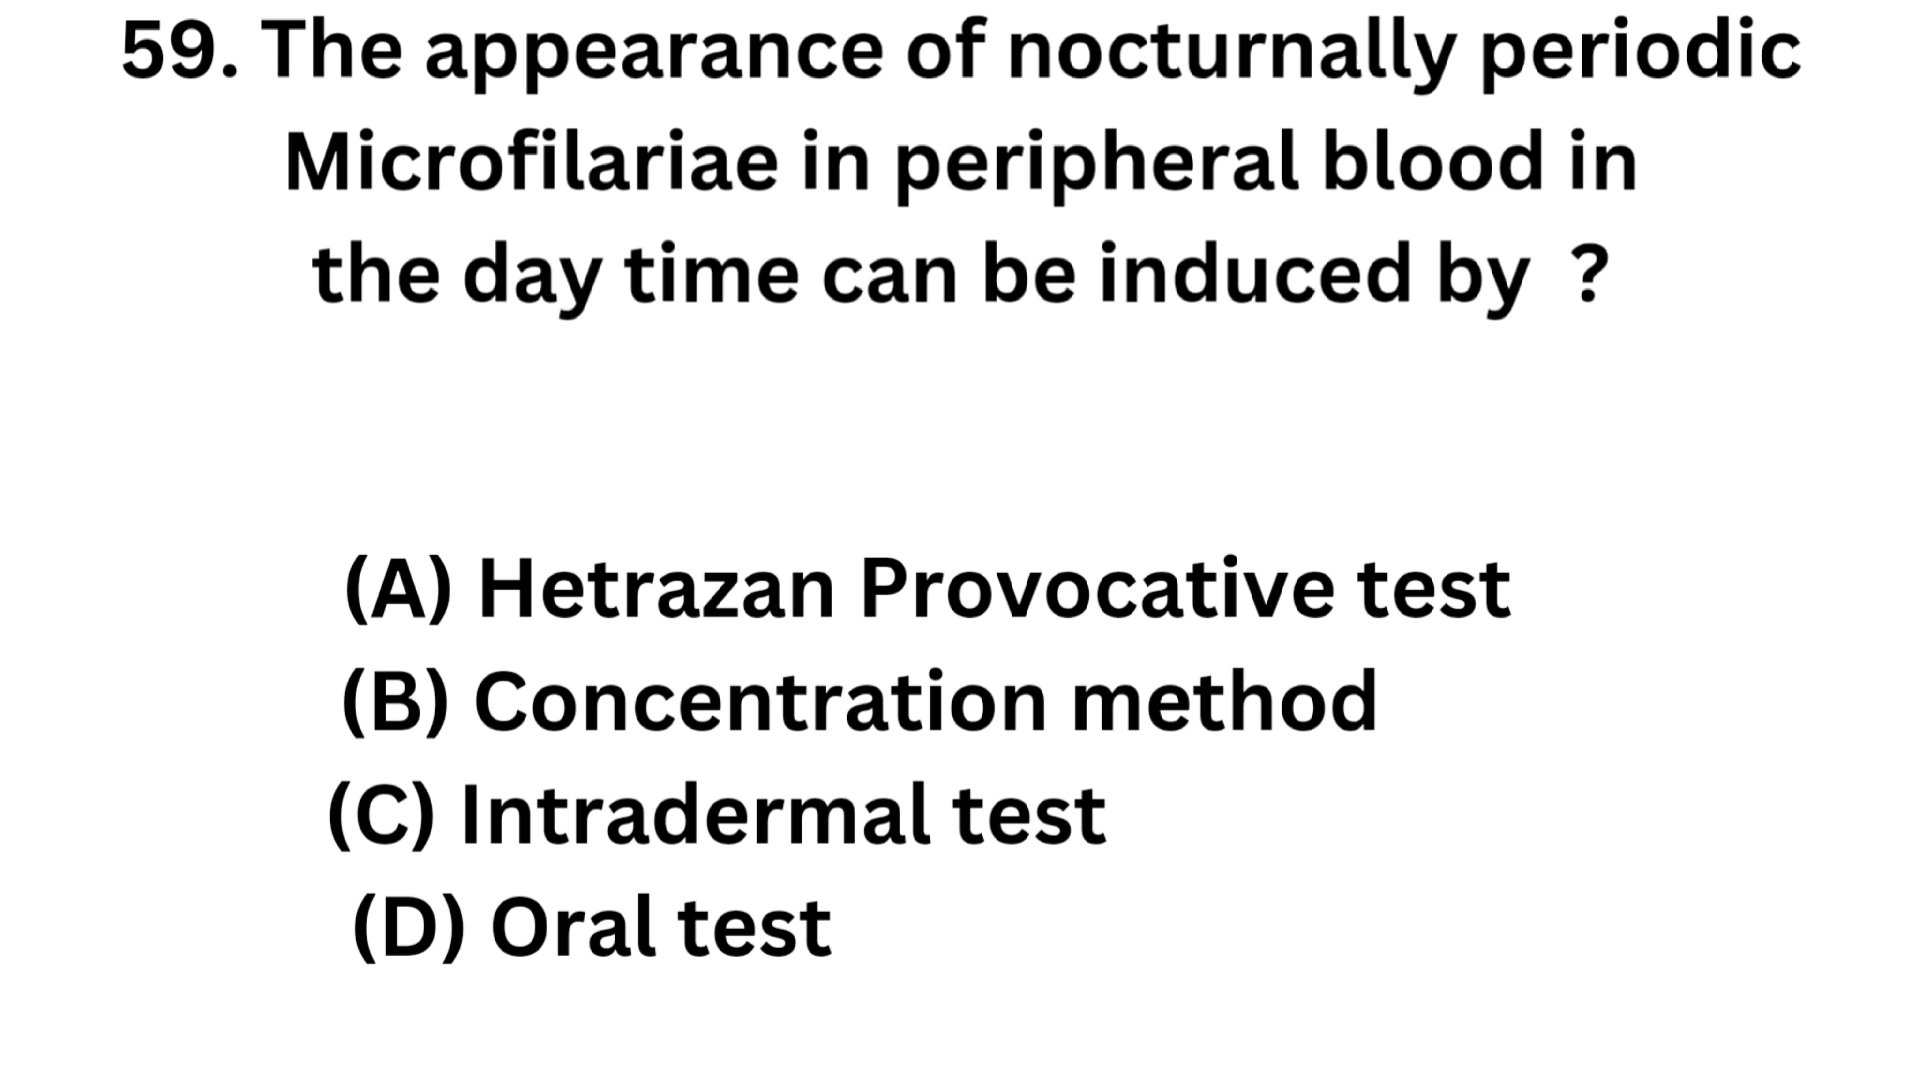 59. The appearance of nocturnally periodic
Microfilariae in peripheral blood in
the day time can be induced by  ?
(A) Hetrazan Provocative test
(B) Concentration method
(C) Intradermal test
(D) Oral test